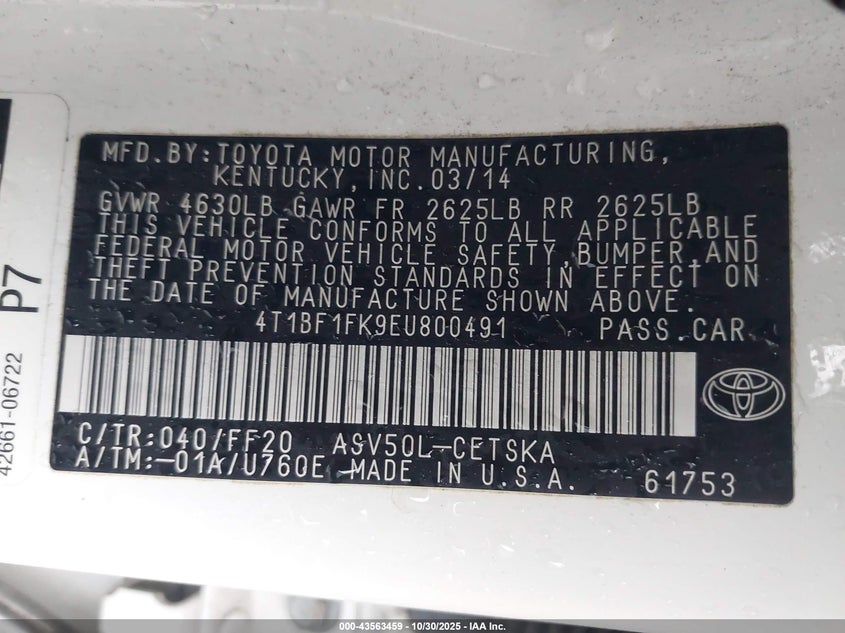 MFD.BY:TOYOTA MOTOR MANUFACTURING,
KENTUCKY,INC.03/14
GVWR 4630LB GAWR FR 2625LB RR 2625LB
THIS VEHICLE CONFORMS TO ALL APPLICABLE
FEDERAL MOTOR VEHICLE SAFETY,BUMPER,AND
THEFT PREVENTION STANDARDS IN EFFECT ON
THE DATE OF MANUFACTURE SHOWN ABOVE.
4T1BF1FK9EU800491 PASS.CAR
C/TR:040/FF20 ASV50L-CETSKA
A/TM:-01A/U760E MADE IN U.S.A. 61753
42661-06722
P7
000-43563459 - 10/30/2025 - IAA Inc.